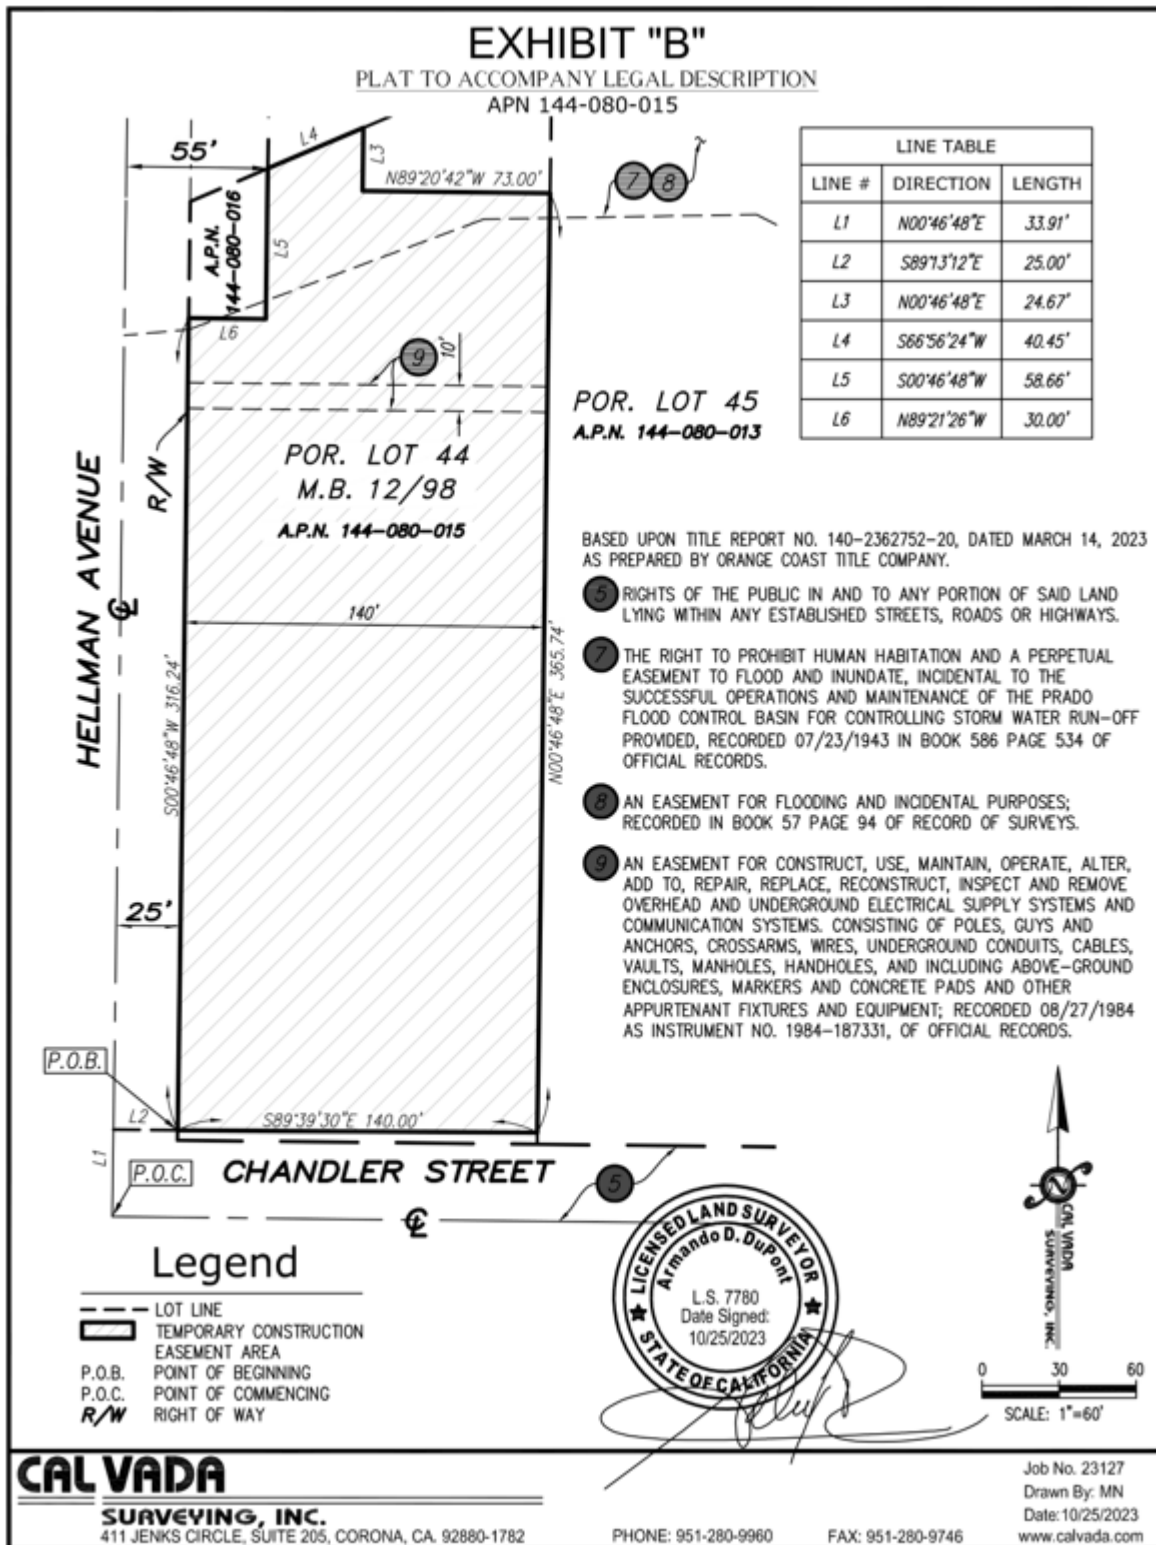 EXHIBIT "B"
PLAT TO ACCOMPANY LEGAL DESCRIPTION
APN 144-080-015
55'
L4
L3
N89°20'42"W 73.00'
7 8
A.P.N.
144-080-016
L5
L6
9
10'
LINE TABLE
LINE # DIRECTION LENGTH
L1 N00°46'48"E 33.91'
L2 S89°13'12"E 25.00'
L3 N00°46'48"E 24.67'
L4 S66°56'24"W 40.45'
L5 S00°46'48"W 58.66'
L6 N89°21'26"W 30.00'
POR. LOT 45
A.P.N. 144-080-013
POR. LOT 44
M.B. 12/98
A.P.N. 144-080-015
R/W
HELLMAN AVENUE
℄
140'
S00°46'48"W 316.24'
N00°46'48"E 365.74'
25'
BASED UPON TITLE REPORT NO. 140-2362752-20, DATED MARCH 14, 2023
AS PREPARED BY ORANGE COAST TITLE COMPANY.
5 RIGHTS OF THE PUBLIC IN AND TO ANY PORTION OF SAID LAND
LYING WITHIN ANY ESTABLISHED STREETS, ROADS OR HIGHWAYS.
7 THE RIGHT TO PROHIBIT HUMAN HABITATION AND A PERPETUAL
EASEMENT TO FLOOD AND INUNDATE, INCIDENTAL TO THE
SUCCESSFUL OPERATIONS AND MAINTENANCE OF THE PRADO
FLOOD CONTROL BASIN FOR CONTROLLING STORM WATER RUN-OFF
PROVIDED, RECORDED 07/23/1943 IN BOOK 586 PAGE 534 OF
OFFICIAL RECORDS.
8 AN EASEMENT FOR FLOODING AND INCIDENTAL PURPOSES;
RECORDED IN BOOK 57 PAGE 94 OF RECORD OF SURVEYS.
9 AN EASEMENT FOR CONSTRUCT, USE, MAINTAIN, OPERATE, ALTER,
ADD TO, REPAIR, REPLACE, RECONSTRUCT, INSPECT AND REMOVE
OVERHEAD AND UNDERGROUND ELECTRICAL SUPPLY SYSTEMS AND
COMMUNICATION SYSTEMS. CONSISTING OF POLES, GUYS AND
ANCHORS, CROSSARMS, WIRES, UNDERGROUND CONDUITS, CABLES,
VAULTS, MANHOLES, HANDHOLES, AND INCLUDING ABOVE-GROUND
ENCLOSURES, MARKERS AND CONCRETE PADS AND OTHER
APPURTENANT FIXTURES AND EQUIPMENT; RECORDED 08/27/1984
AS INSTRUMENT NO. 1984-187331, OF OFFICIAL RECORDS.
P.O.B.
L2
S89°39'30"E 140.00'
L1
P.O.C.
CHANDLER STREET
5
℄
Legend
LOT LINE
TEMPORARY CONSTRUCTION
EASEMENT AREA
P.O.B. POINT OF BEGINNING
P.O.C. POINT OF COMMENCING
R/W RIGHT OF WAY
LICENSED LAND SURVEYOR
Armando D. DuPont
L.S. 7780
Date Signed:
10/25/2023
STATE OF CALIFORNIA
N
CAL VADA
SURVEYING, INC.
0 30 60
SCALE: 1"=60'
CAL VADA
SURVEYING, INC.
411 JENKS CIRCLE, SUITE 205, CORONA, CA. 92880-1782
PHONE: 951-280-9960
FAX: 951-280-9746
Job No. 23127
Drawn By: MN
Date:10/25/2023
www.calvada.com